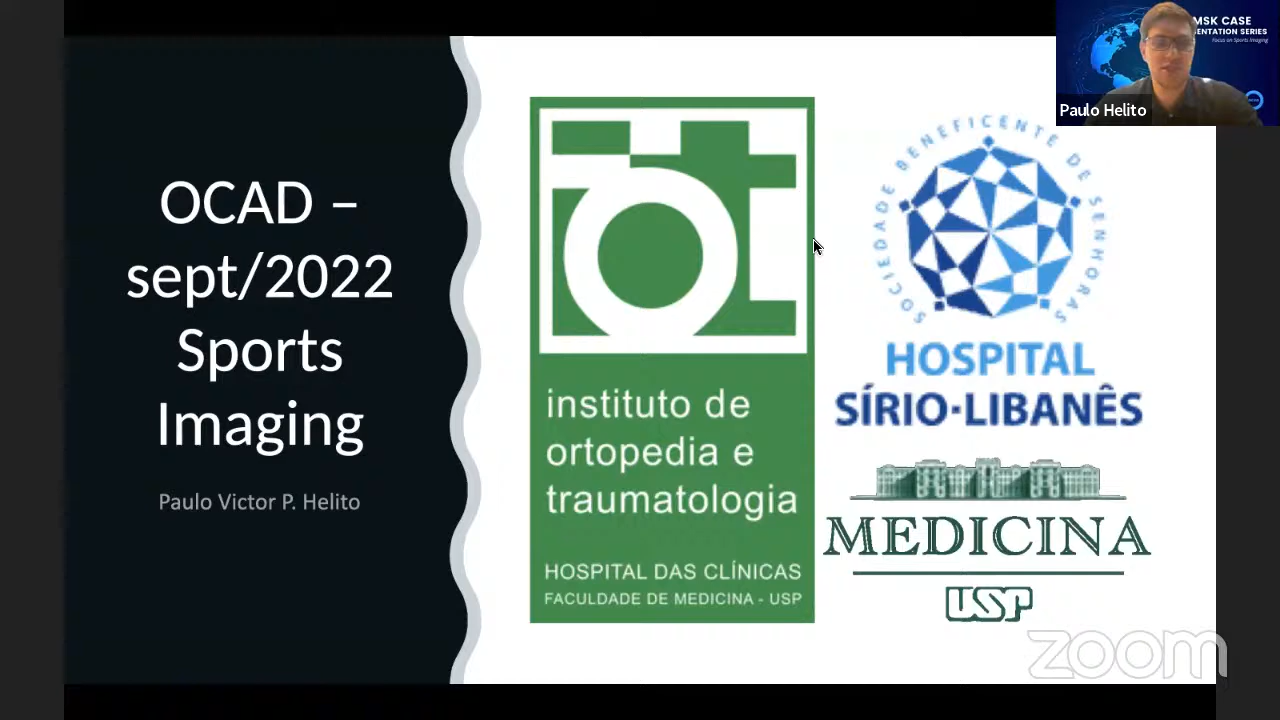 OCAD –
sept/2022
Sports
Imaging
Paulo Victor P. Helito
instituto de
ortopedia e
traumatologia
HOSPITAL DAS CLÍNICAS
FACULDADE DE MEDICINA - USP
SOCIEDADE BENEFICENTE DE SENHORAS
HOSPITAL
SÍRIO·LIBANÊS
MEDICINA
USP
MSK CASE
ENTATION SERIES
Focus on Sports Imaging
Paulo Helito
zoom